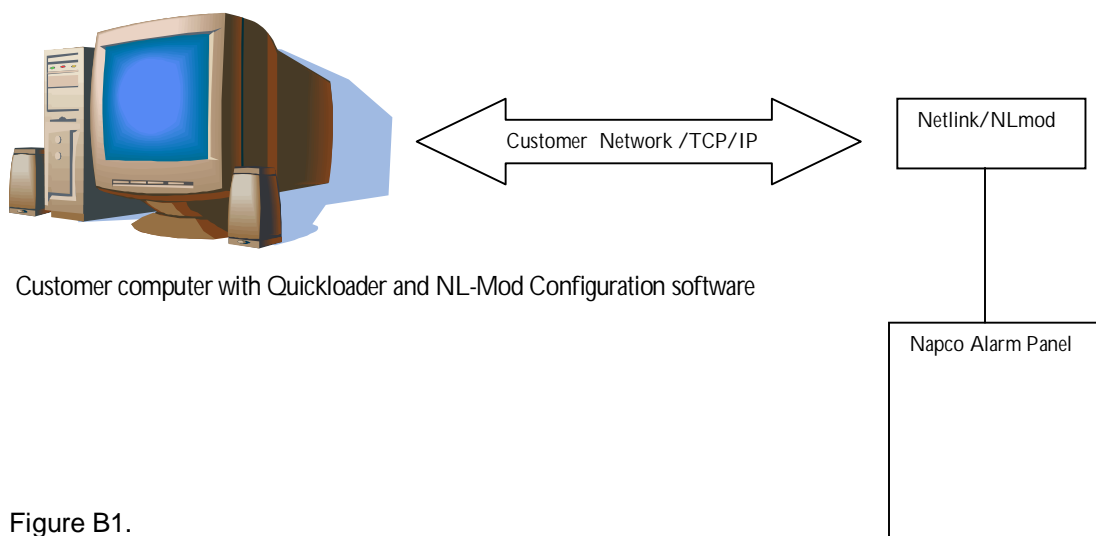 Netlink/NLmod
Customer Network /TCP/IP
Customer computer with Quickloader and NL-Mod Configuration software
Napco Alarm Panel
Figure B1.